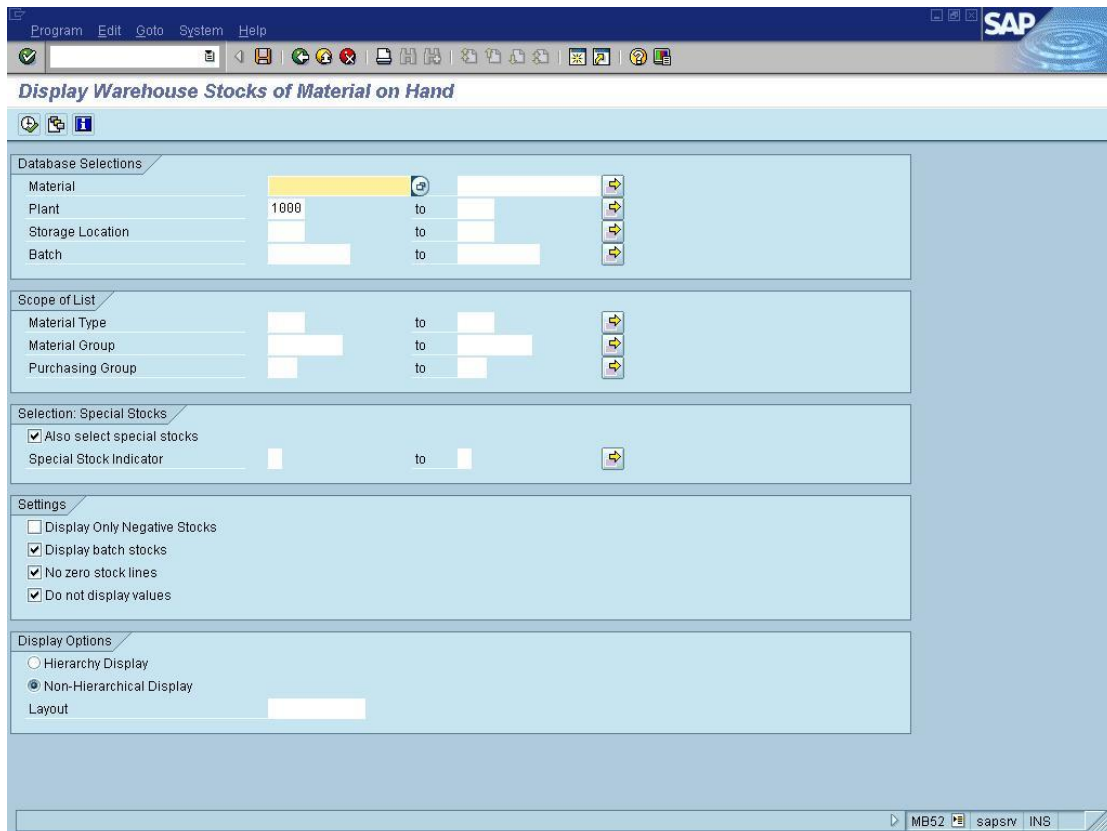 Program Edit Goto System Help
SAP
Display Warehouse Stocks of Material on Hand
Database Selections
Material
Plant 1000 to
Storage Location to
Batch to
Scope of List
Material Type to
Material Group to
Purchasing Group to
Selection: Special Stocks
Also select special stocks
Special Stock Indicator to
Settings
Display Only Negative Stocks
Display batch stocks
No zero stock lines
Do not display values
Display Options
Hierarchy Display
Non-Hierarchical Display
Layout
MB52 sapsrv INS